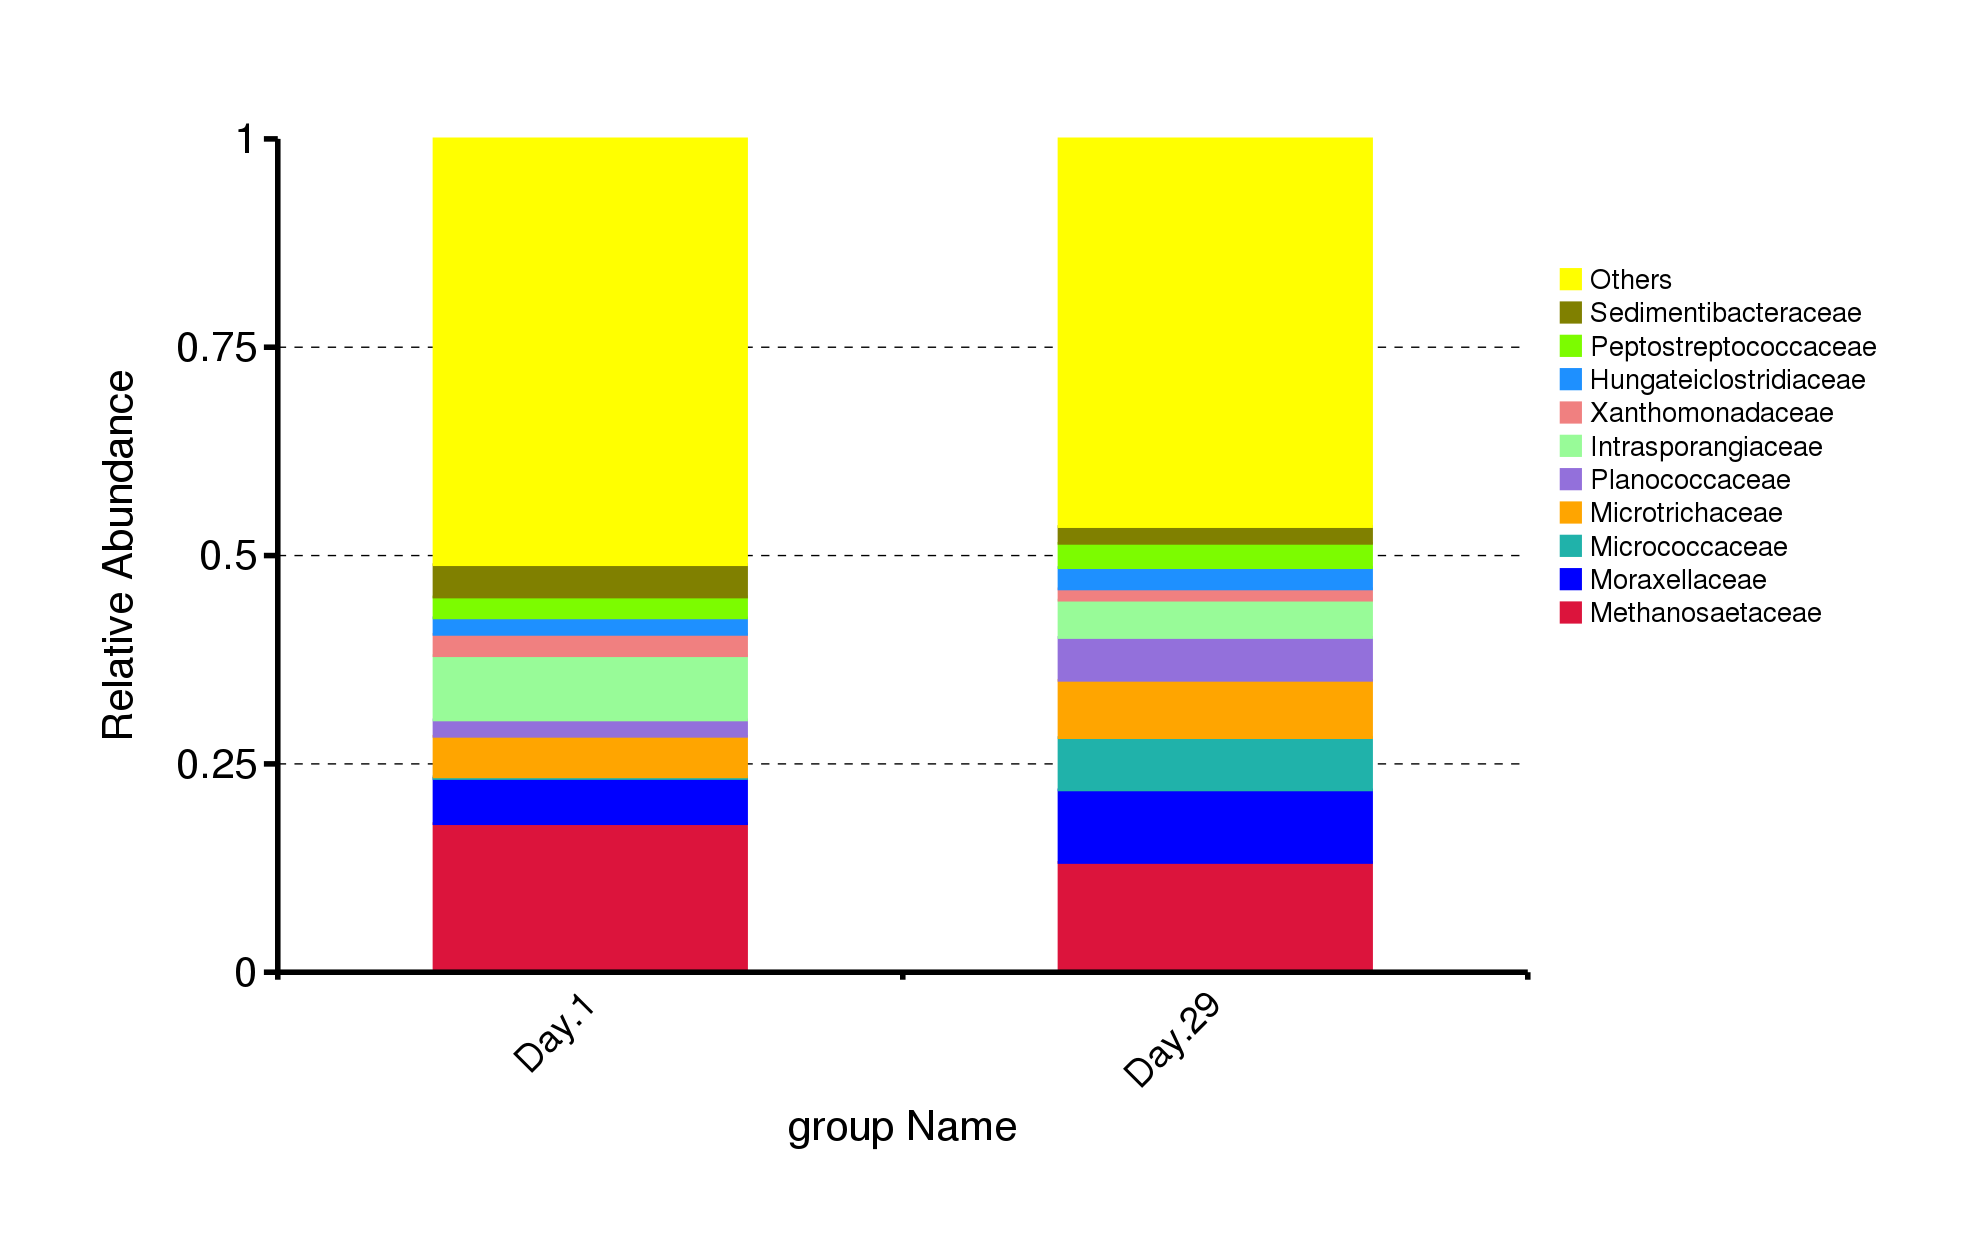 1
0.75
0.5
0.25
0
Relative Abundance
Day.1
Day.29
group Name
Others
Sedimentibacteraceae
Peptostreptococcaceae
Hungateiclostridiaceae
Xanthomonadaceae
Intrasporangiaceae
Planococcaceae
Microtrichaceae
Micrococcaceae
Moraxellaceae
Methanosaetaceae